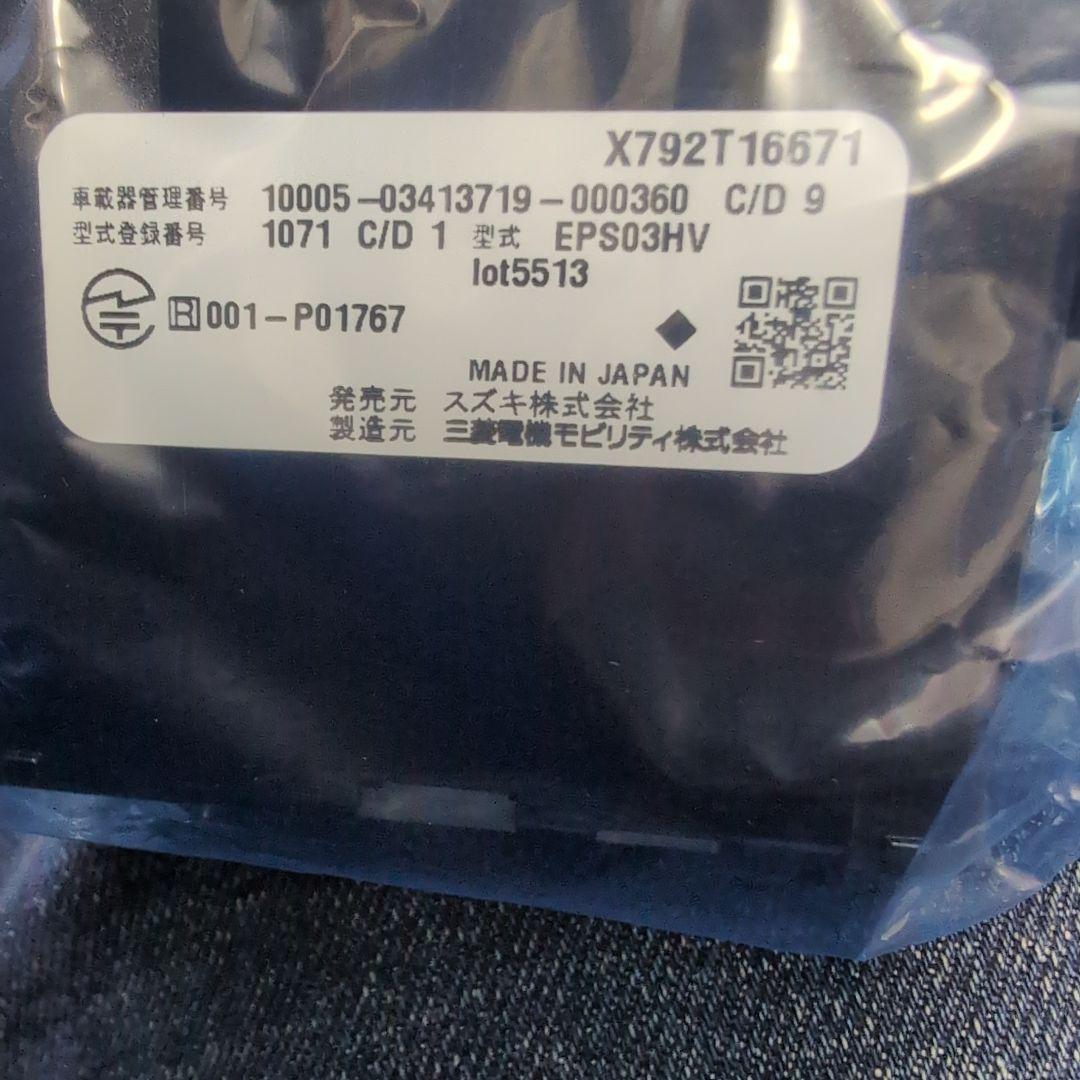 X792T16671
車載器管理番号 10005-03413719-000360 C/D 9
型式登録番号 1071 C/D 1 型式 EPS03HV
lot5513
R 001-P01767
MADE IN JAPAN
発売元 スズキ株式会社
製造元 三菱電機モビリティ株式会社